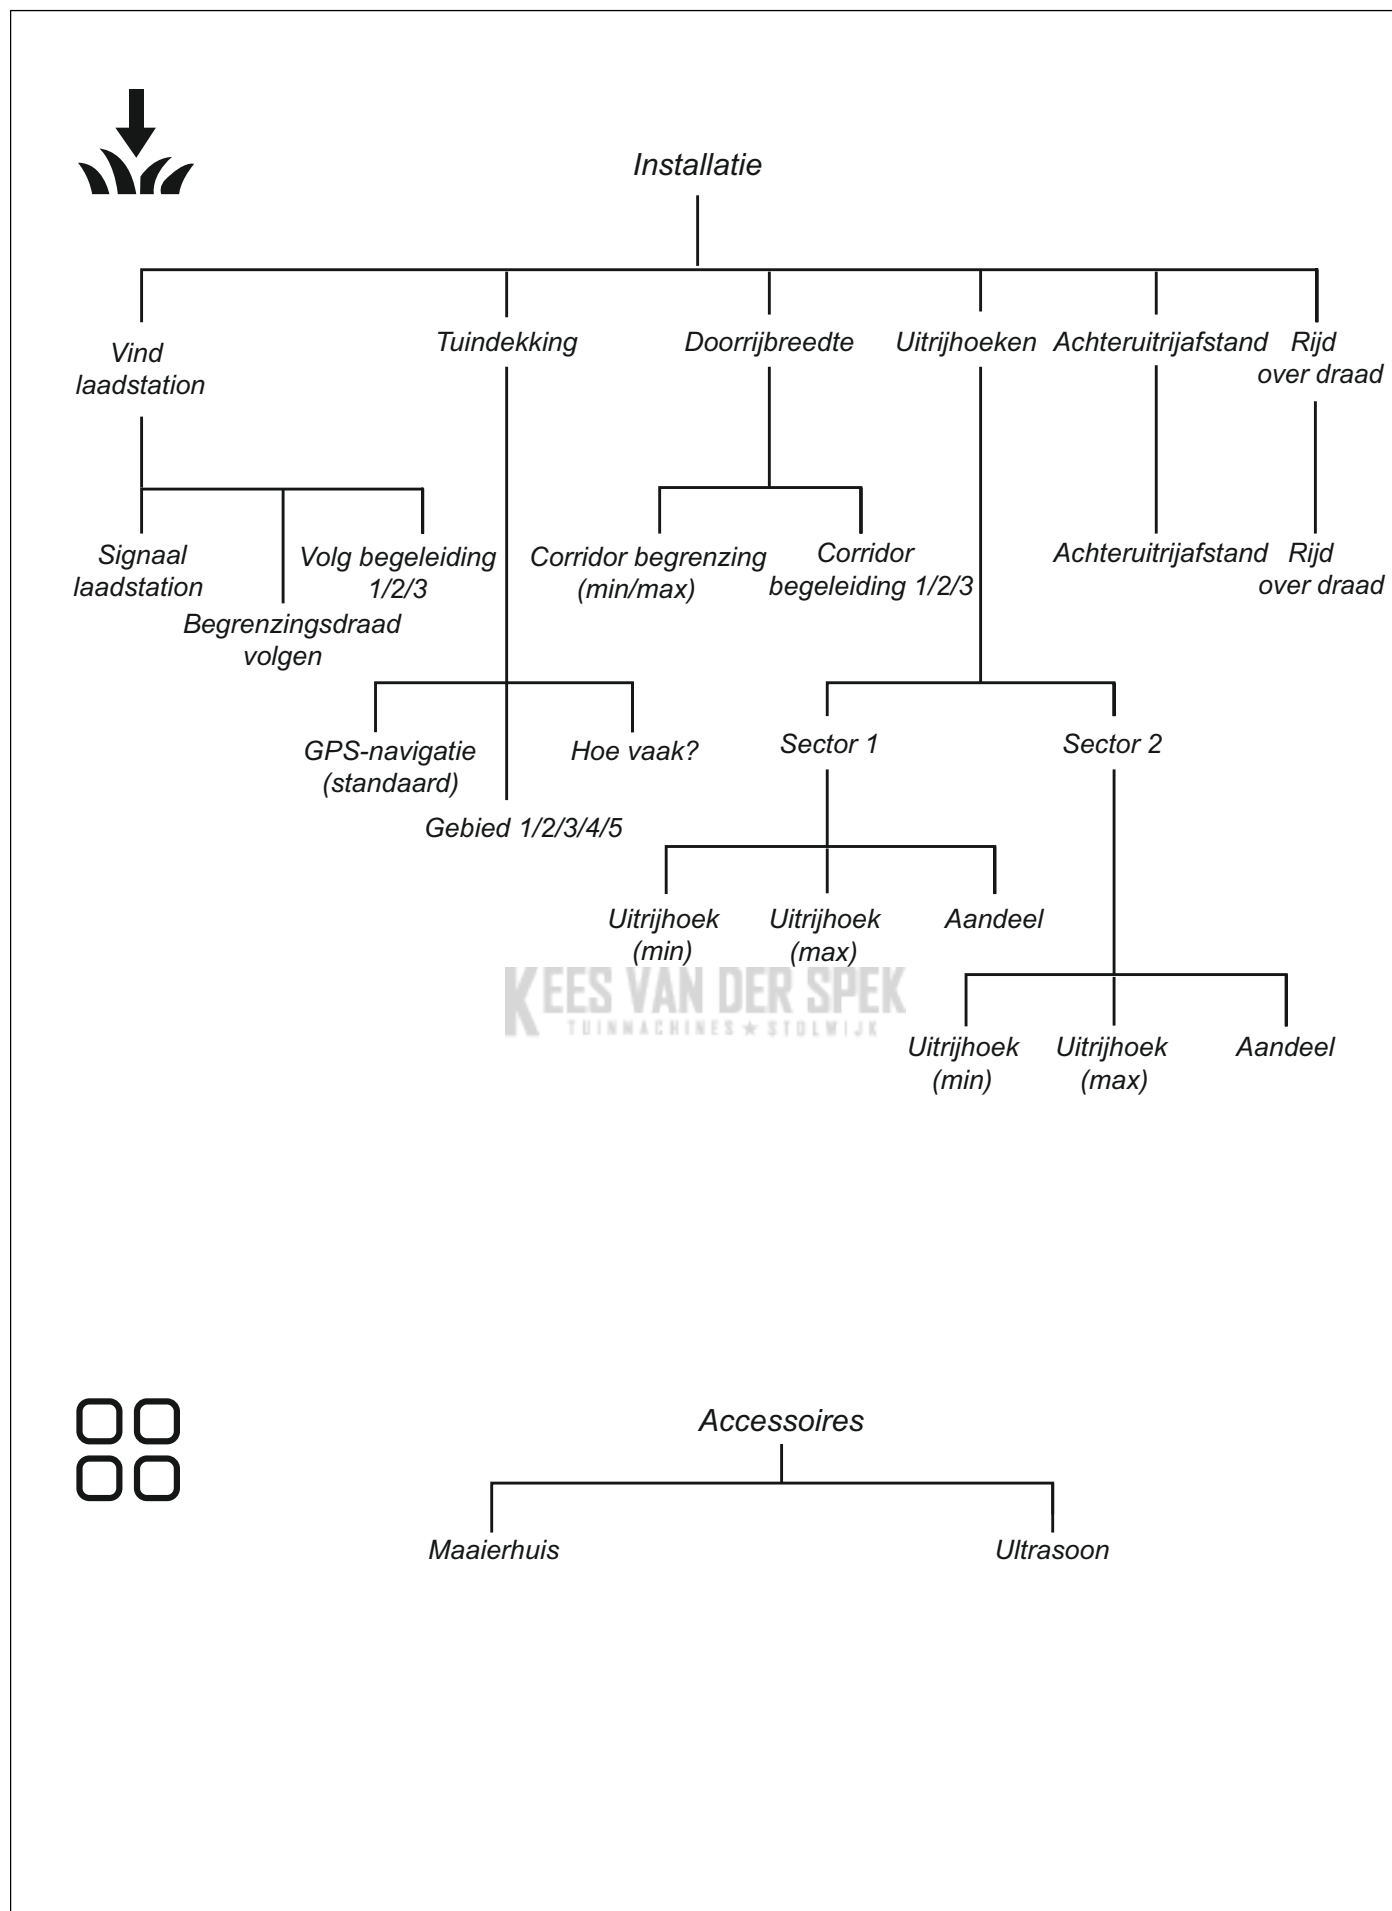 Installatie
Vind
laadstation
Tuindekking
Doorrijbreedte
Uitrijhoeken
Achteruitrijafstand
Rijd
over draad
Signaal
laadstation
Begrenzingsdraad
volgen
Volg begeleiding
1/2/3
Corridor begrenzing
(min/max)
Corridor
begeleiding 1/2/3
Achteruitrijafstand
Rijd
over draad
GPS-navigatie
(standaard)
Gebied 1/2/3/4/5
Hoe vaak?
Sector 1
Sector 2
Uitrijhoek
(min)
Uitrijhoek
(max)
Aandeel
KEES VAN DER SPEK
TUINMACHINES ★ STOLWIJK
Uitrijhoek
(min)
Uitrijhoek
(max)
Aandeel
Accessoires
Maaierhuis
Ultrasoon